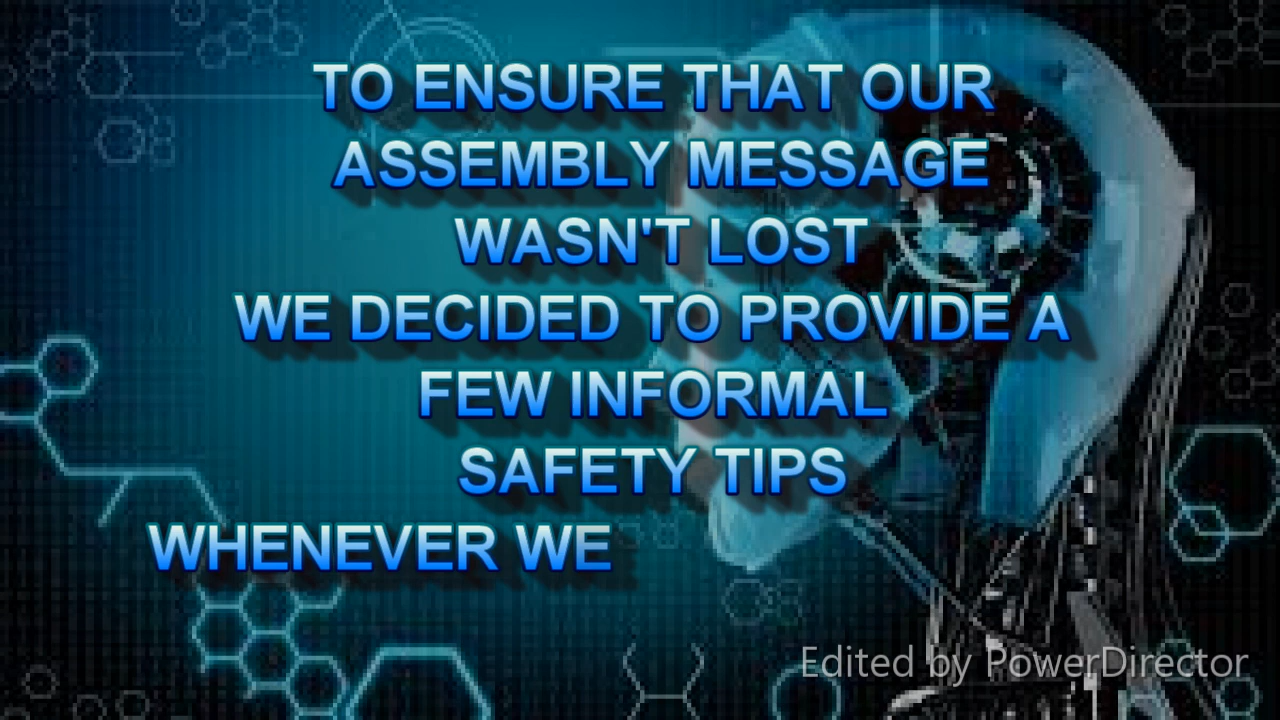 TO ENSURE THAT OUR
ASSEMBLY MESSAGE
WASN'T LOST
WE DECIDED TO PROVIDE A
FEW INFORMAL
SAFETY TIPS
WHENEVER WE
Edited by PowerDirector